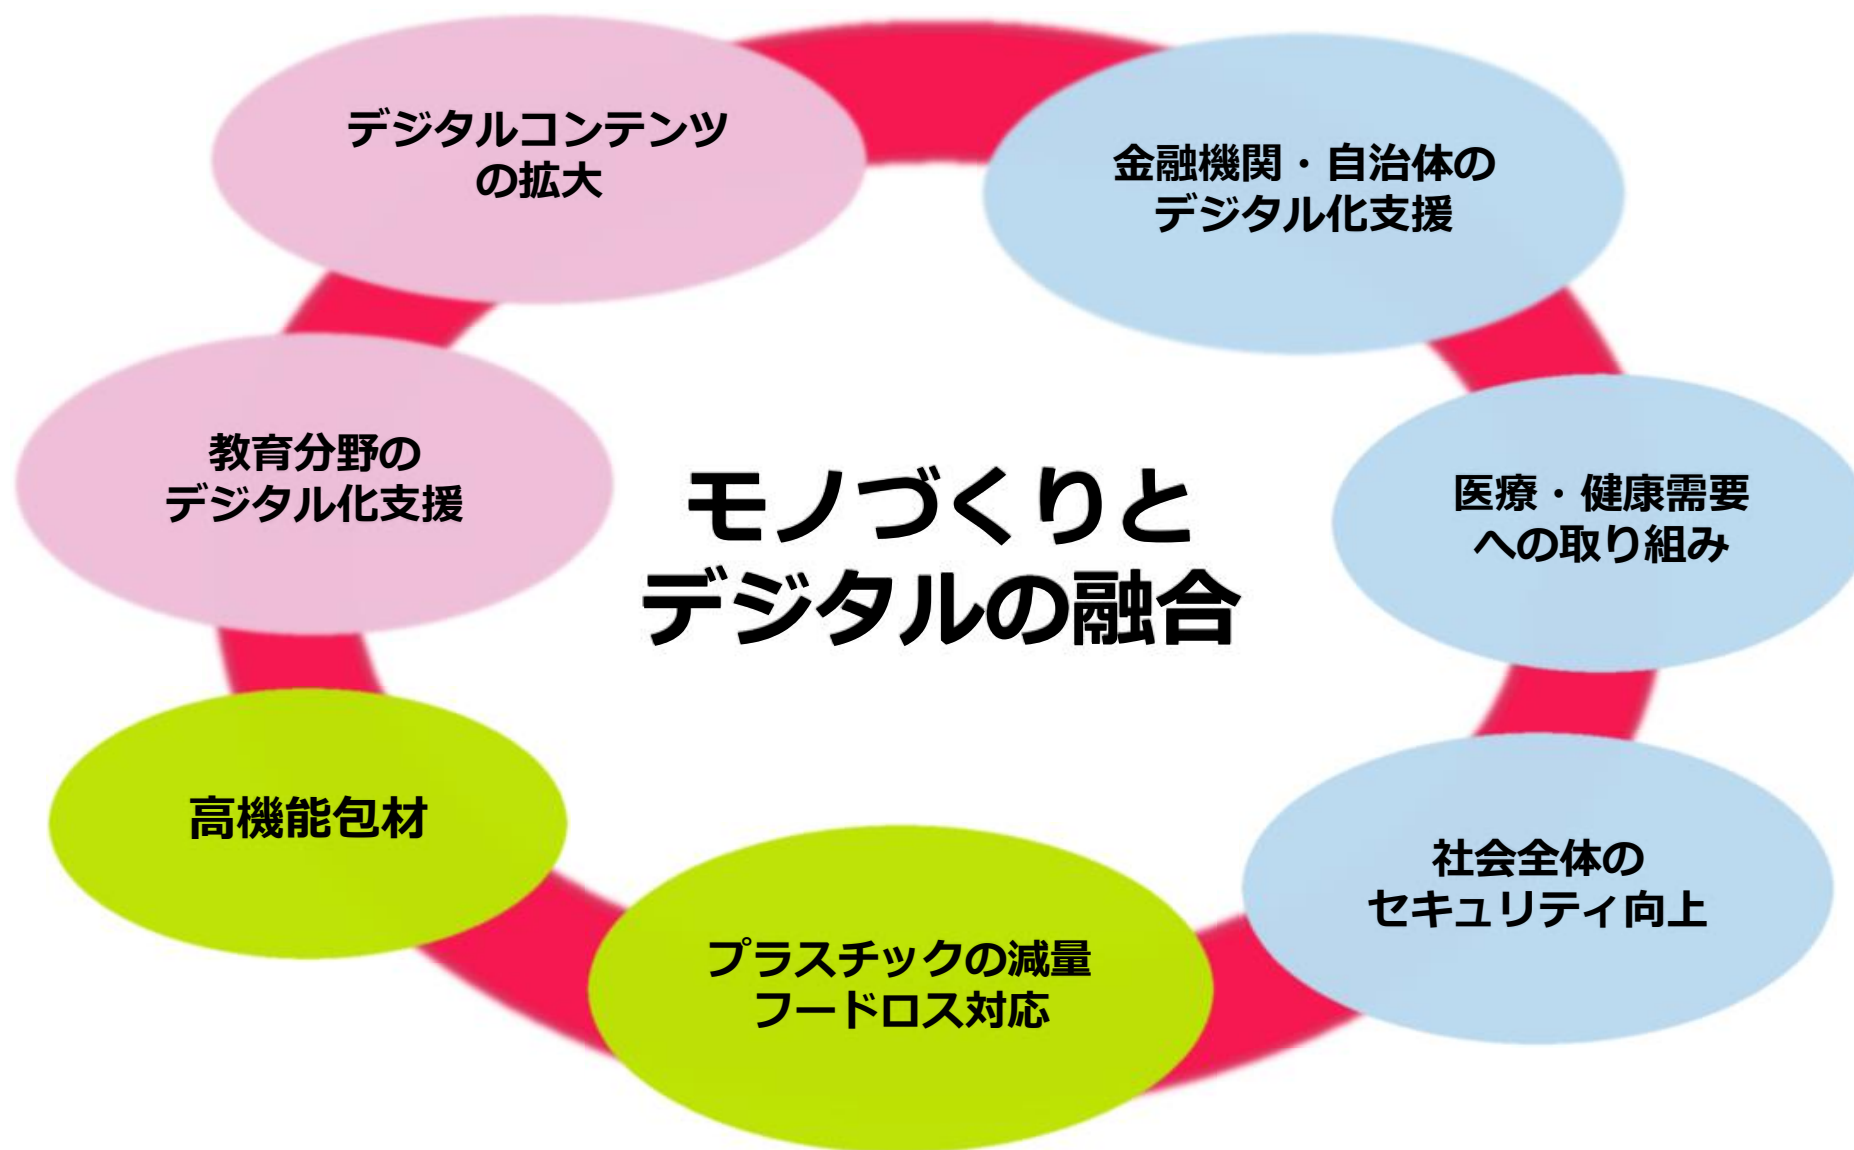 デジタルコンテンツ
の拡大
金融機関・自治体の
デジタル化支援
教育分野の
デジタル化支援
モノづくりと
デジタルの融合
医療・健康需要
への取り組み
高機能包材
社会全体の
セキュリティ向上
プラスチックの減量
フードロス対応